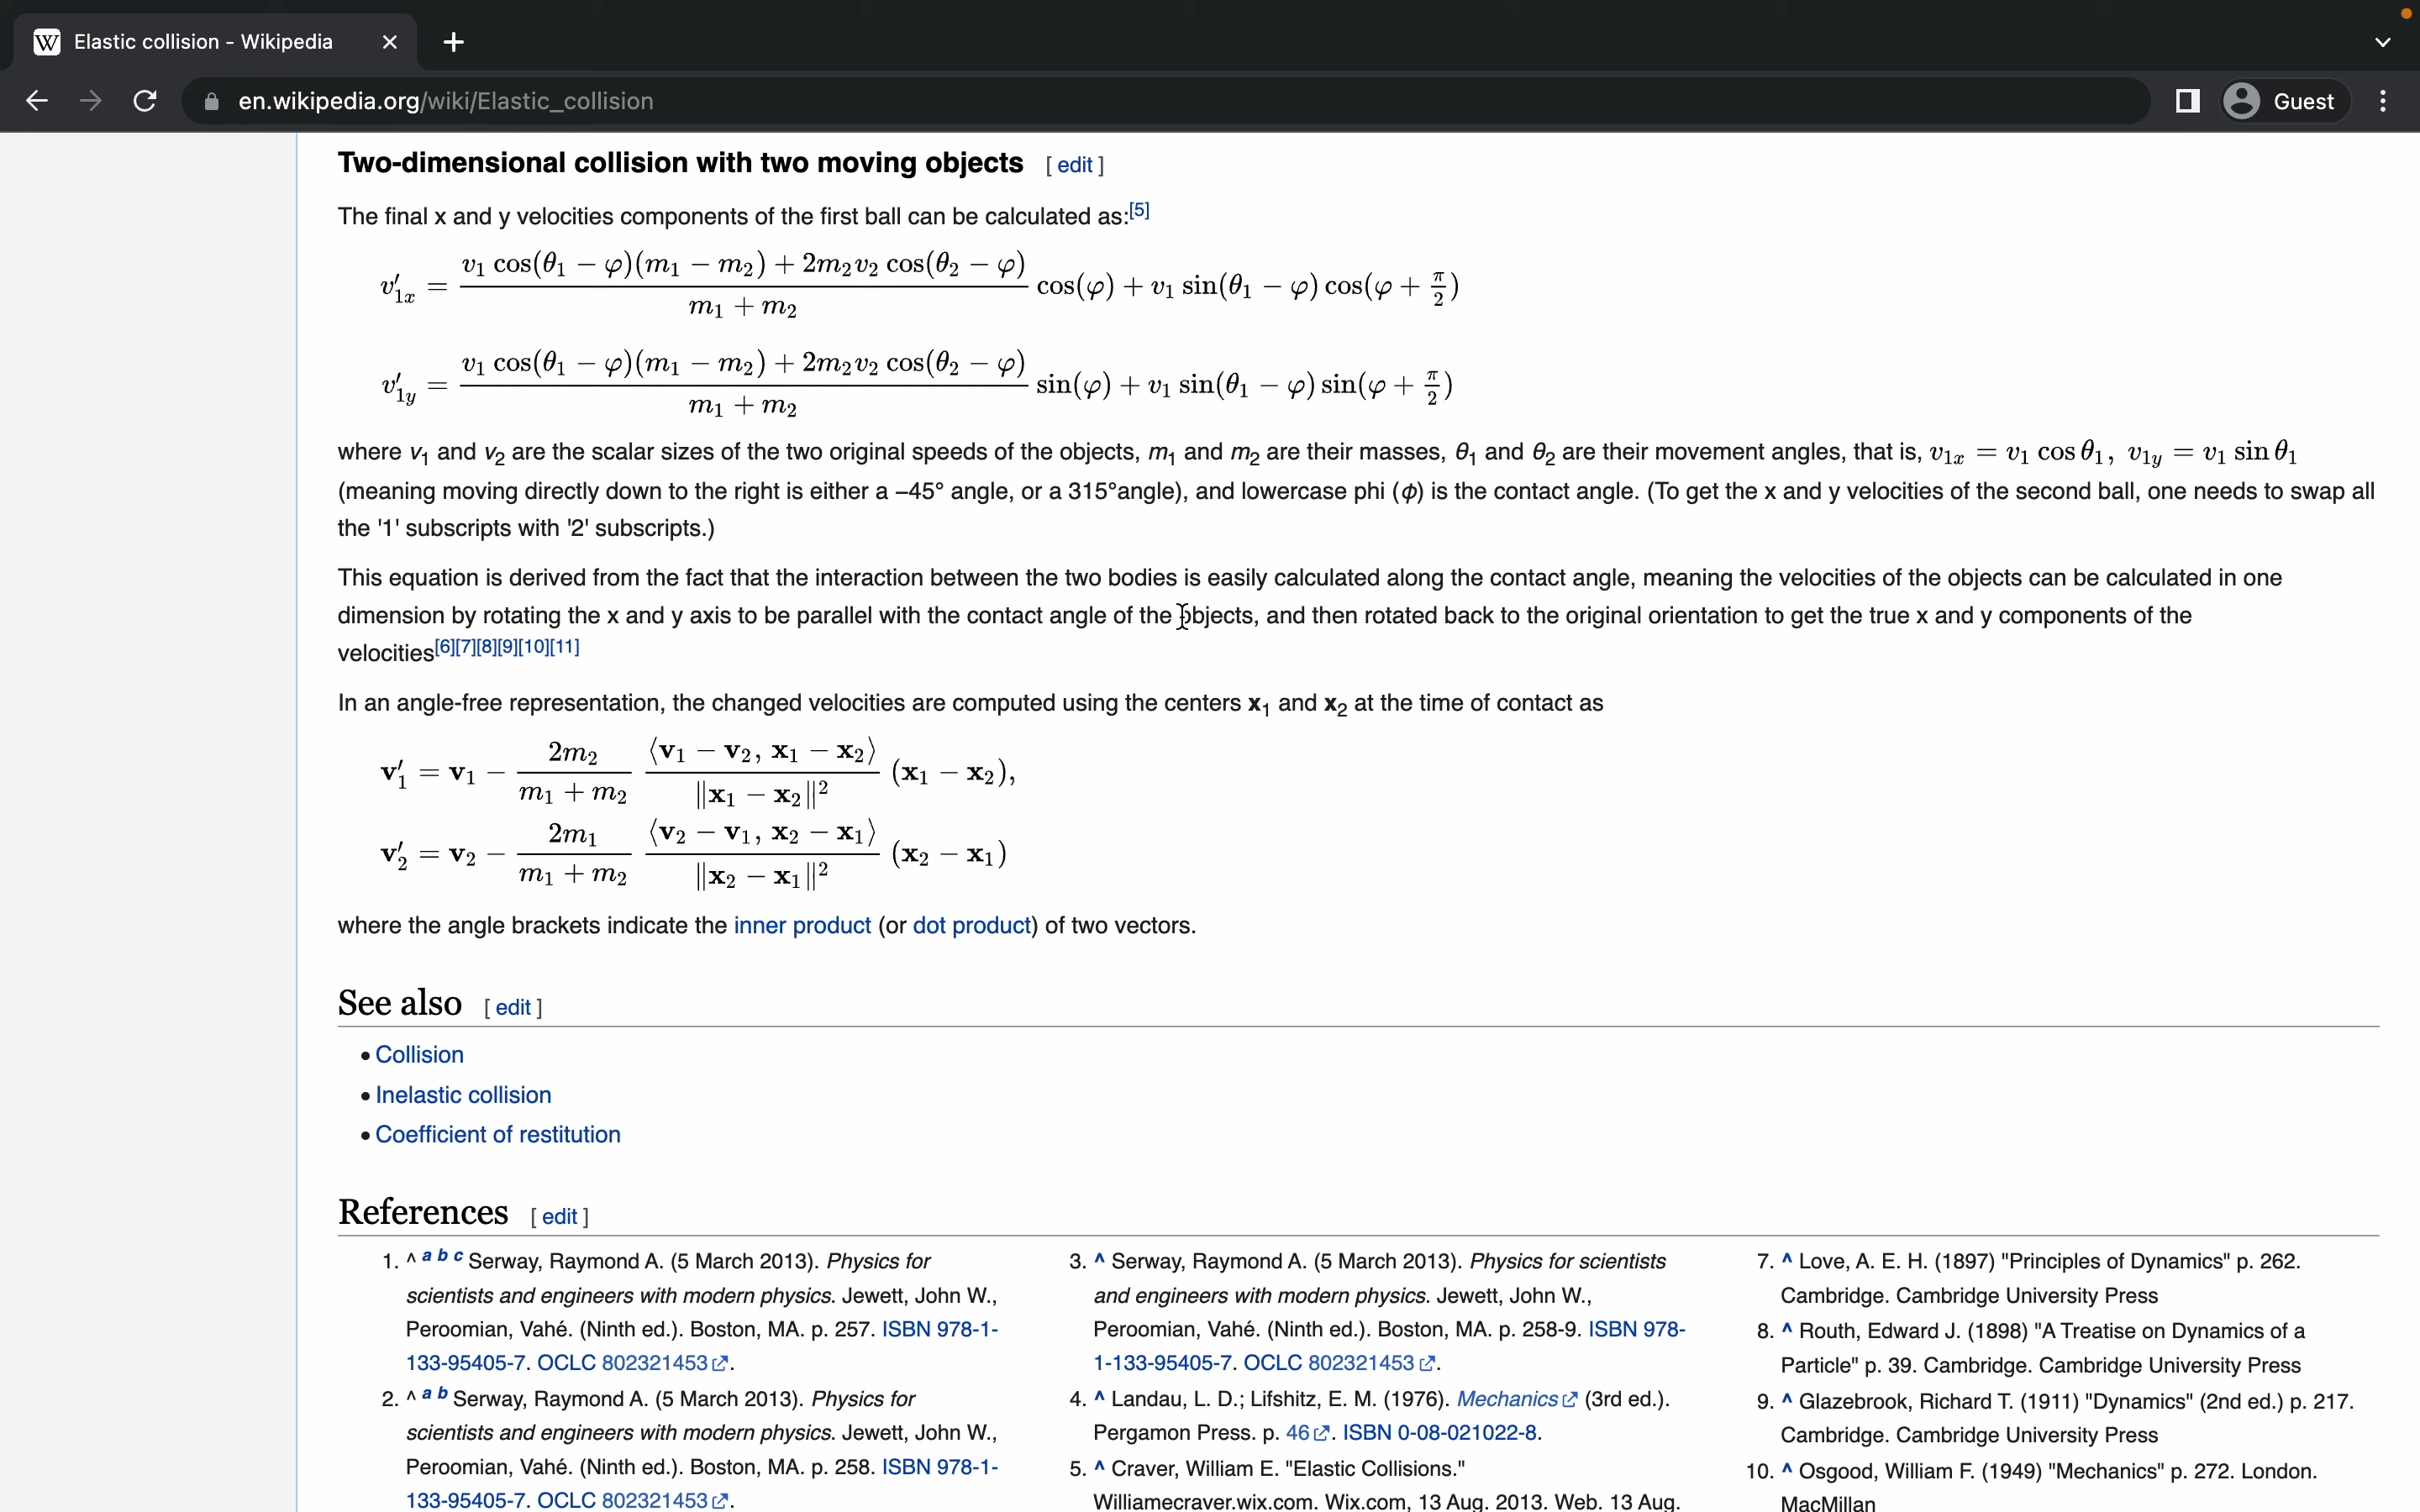 Elastic collision - Wikipedia
en.wikipedia.org/wiki/Elastic_collision
Guest
Two-dimensional collision with two moving objects [ edit ]
The final x and y velocities components of the first ball can be calculated as:[5]
v′₁ₓ = (v₁ cos(θ₁ − φ)(m₁ − m₂) + 2m₂v₂ cos(θ₂ − φ)) / (m₁ + m₂) cos(φ) + v₁ sin(θ₁ − φ) cos(φ + π/2)
v′₁y = (v₁ cos(θ₁ − φ)(m₁ − m₂) + 2m₂v₂ cos(θ₂ − φ)) / (m₁ + m₂) sin(φ) + v₁ sin(θ₁ − φ) sin(φ + π/2)
where v₁ and v₂ are the scalar sizes of the two original speeds of the objects, m₁ and m₂ are their masses, θ₁ and θ₂ are their movement angles, that is, v₁ₓ = v₁ cos θ₁, v₁y = v₁ sin θ₁
(meaning moving directly down to the right is either a −45° angle, or a 315°angle), and lowercase phi (ϕ) is the contact angle. (To get the x and y velocities of the second ball, one needs to swap all
the '1' subscripts with '2' subscripts.)
This equation is derived from the fact that the interaction between the two bodies is easily calculated along the contact angle, meaning the velocities of the objects can be calculated in one
dimension by rotating the x and y axis to be parallel with the contact angle of the objects, and then rotated back to the original orientation to get the true x and y components of the
velocities[6][7][8][9][10][11]
In an angle-free representation, the changed velocities are computed using the centers x₁ and x₂ at the time of contact as
v′₁ = v₁ − 2m₂ / (m₁ + m₂) ⟨v₁ − v₂, x₁ − x₂⟩ / ‖x₁ − x₂‖² (x₁ − x₂),
v′₂ = v₂ − 2m₁ / (m₁ + m₂) ⟨v₂ − v₁, x₂ − x₁⟩ / ‖x₂ − x₁‖² (x₂ − x₁)
where the angle brackets indicate the inner product (or dot product) of two vectors.
See also [ edit ]
• Collision
• Inelastic collision
• Coefficient of restitution
References [ edit ]
1. ^ a b c Serway, Raymond A. (5 March 2013). Physics for
scientists and engineers with modern physics. Jewett, John W.,
Peroomian, Vahé. (Ninth ed.). Boston, MA. p. 257. ISBN 978-1-
133-95405-7. OCLC 802321453.
2. ^ a b Serway, Raymond A. (5 March 2013). Physics for
scientists and engineers with modern physics. Jewett, John W.,
Peroomian, Vahé. (Ninth ed.). Boston, MA. p. 258. ISBN 978-1-
133-95405-7. OCLC 802321453.
3. ^ Serway, Raymond A. (5 March 2013). Physics for scientists
and engineers with modern physics. Jewett, John W.,
Peroomian, Vahé. (Ninth ed.). Boston, MA. p. 258-9. ISBN 978-
1-133-95405-7. OCLC 802321453.
4. ^ Landau, L. D.; Lifshitz, E. M. (1976). Mechanics (3rd ed.).
Pergamon Press. p. 46. ISBN 0-08-021022-8.
5. ^ Craver, William E. "Elastic Collisions."
Williamecraver.wix.com. Wix.com, 13 Aug. 2013. Web. 13 Aug.
7. ^ Love, A. E. H. (1897) "Principles of Dynamics" p. 262.
Cambridge. Cambridge University Press
8. ^ Routh, Edward J. (1898) "A Treatise on Dynamics of a
Particle" p. 39. Cambridge. Cambridge University Press
9. ^ Glazebrook, Richard T. (1911) "Dynamics" (2nd ed.) p. 217.
Cambridge. Cambridge University Press
10. ^ Osgood, William F. (1949) "Mechanics" p. 272. London.
MacMillan